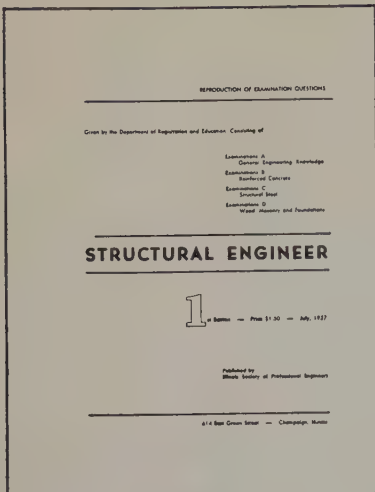 REPRODUCTION OF EXAMINATION QUESTIONS
Given by the Department of Registration and Education Consisting of
Examinations A
General Engineering Knowledge
Examinations B
Reinforced Concrete
Examinations C
Structural Steel
Examinations D
Wood Masonry and Foundations
STRUCTURAL ENGINEER
1st Edition — Price $1.50 — July, 1957
Published by
Illinois Society of Professional Engineers
614 East Green Street — Champaign, Illinois